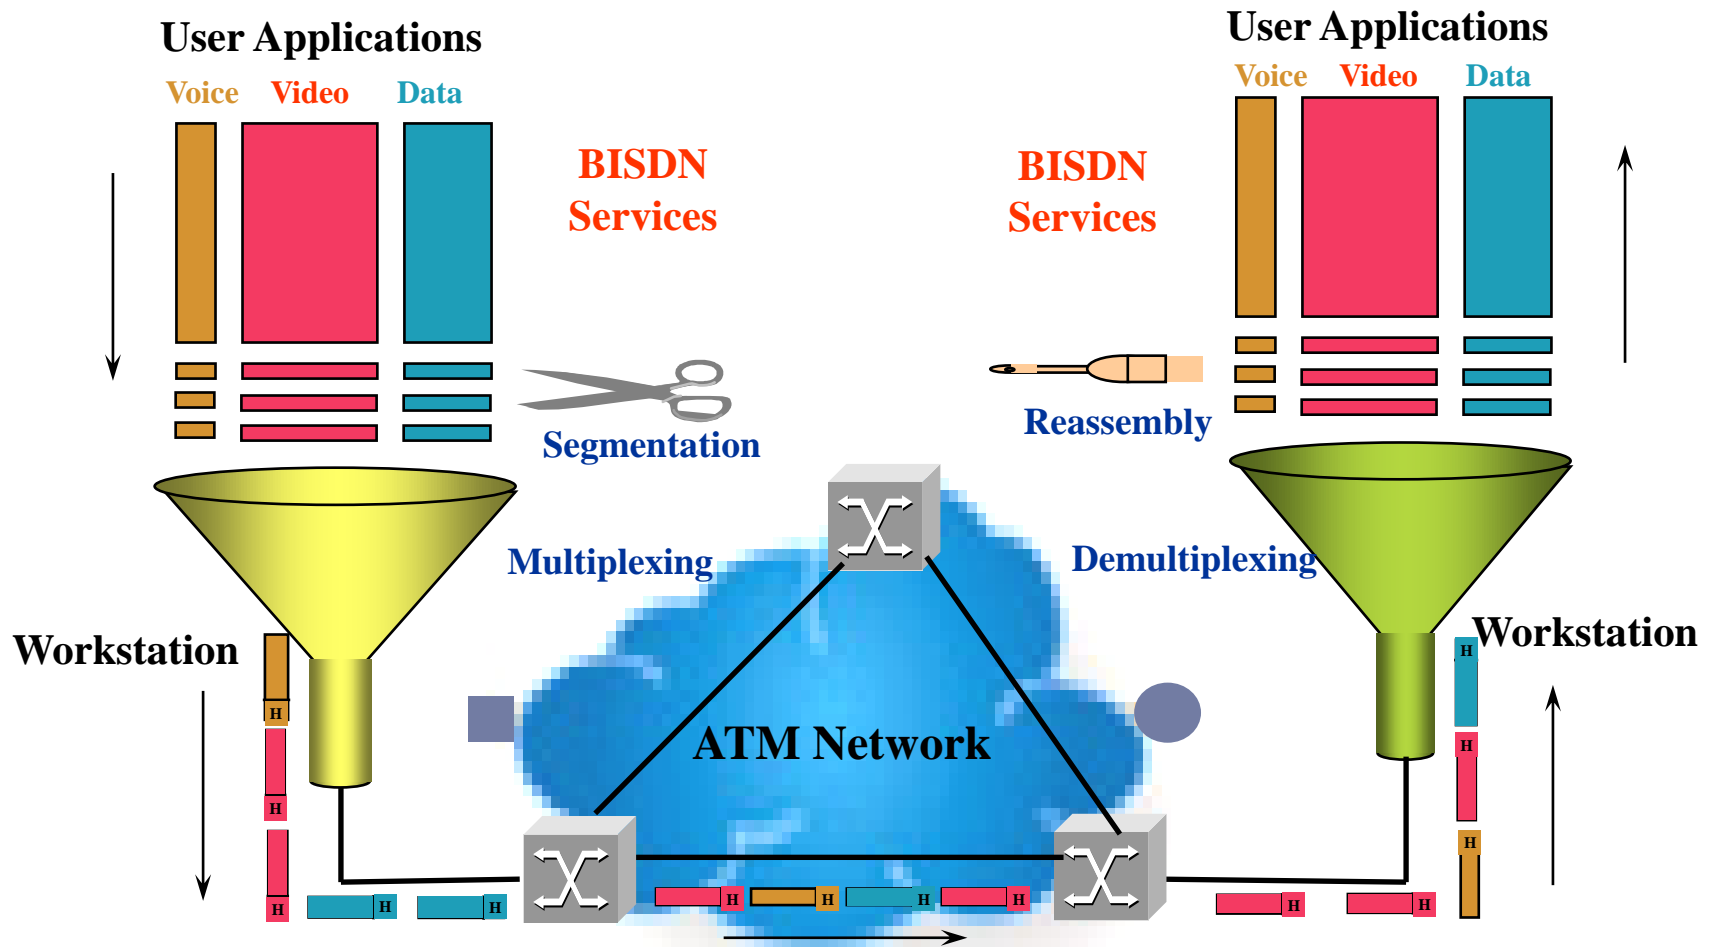 User Applications
Voice Video Data
BISDN
Services
Segmentation
Multiplexing
Workstation
H
H
H
H
H
User Applications
Voice Video Data
BISDN
Services
Reassembly
Demultiplexing
Workstation
H
H
H
ATM Network
H
H
H
H
H
H